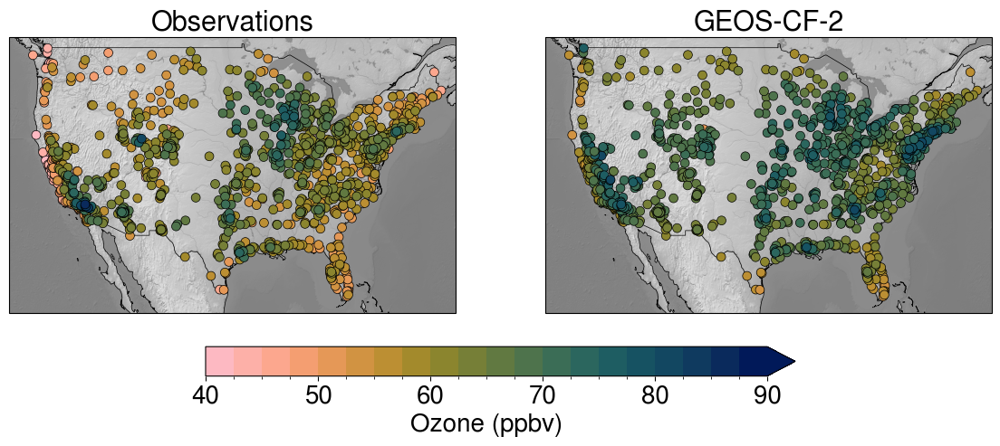 Observations
GEOS-CF-2
40 50 60 70 80 90
Ozone (ppbv)